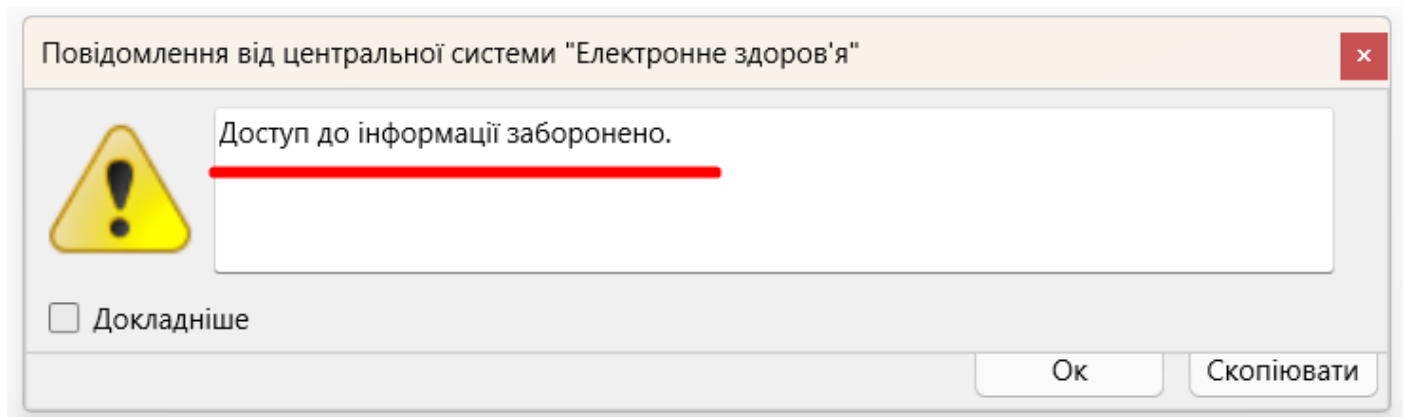 Повідомлення від центральної системи "Електронне здоров'я"
Доступ до інформації заборонено.
Докладніше
Ок Скопіювати